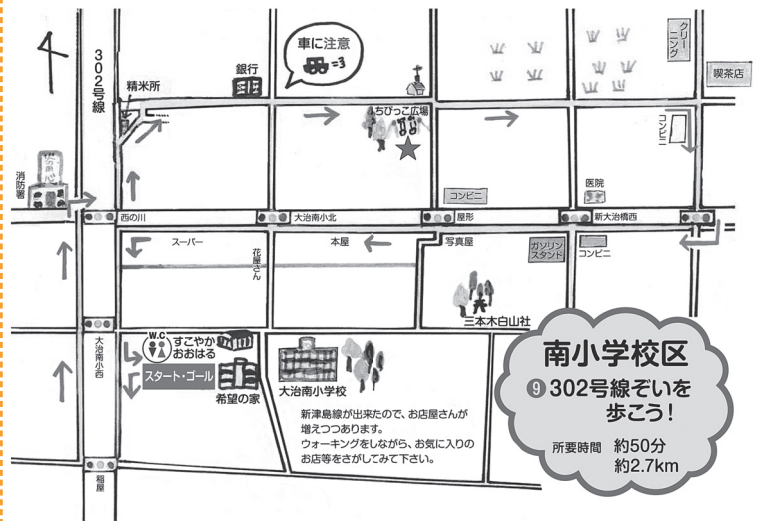 302号線
精米所
銀行
車に注意
クリーニング
喫茶店
ちびっこ広場
コンビニ
消防署
火の用心
コンビニ
医院
西の川
大治南小北
屋形
新大治橋西
スーパー
花屋さん
本屋
写真屋
ガソリン
スタンド
コンビニ
三本木白山社
大治南小西
W.C
すこやか
おおはる
スタート・ゴール
希望の家
大治南小学校
新津島線が出来たので、お店屋さんが
増えつつあります。
ウォーキングをしながら、お気に入りの
お店等をさがしてみて下さい。
稲屋
南小学校区
❾302号線ぞいを
歩こう！
所要時間 約50分
約2.7km